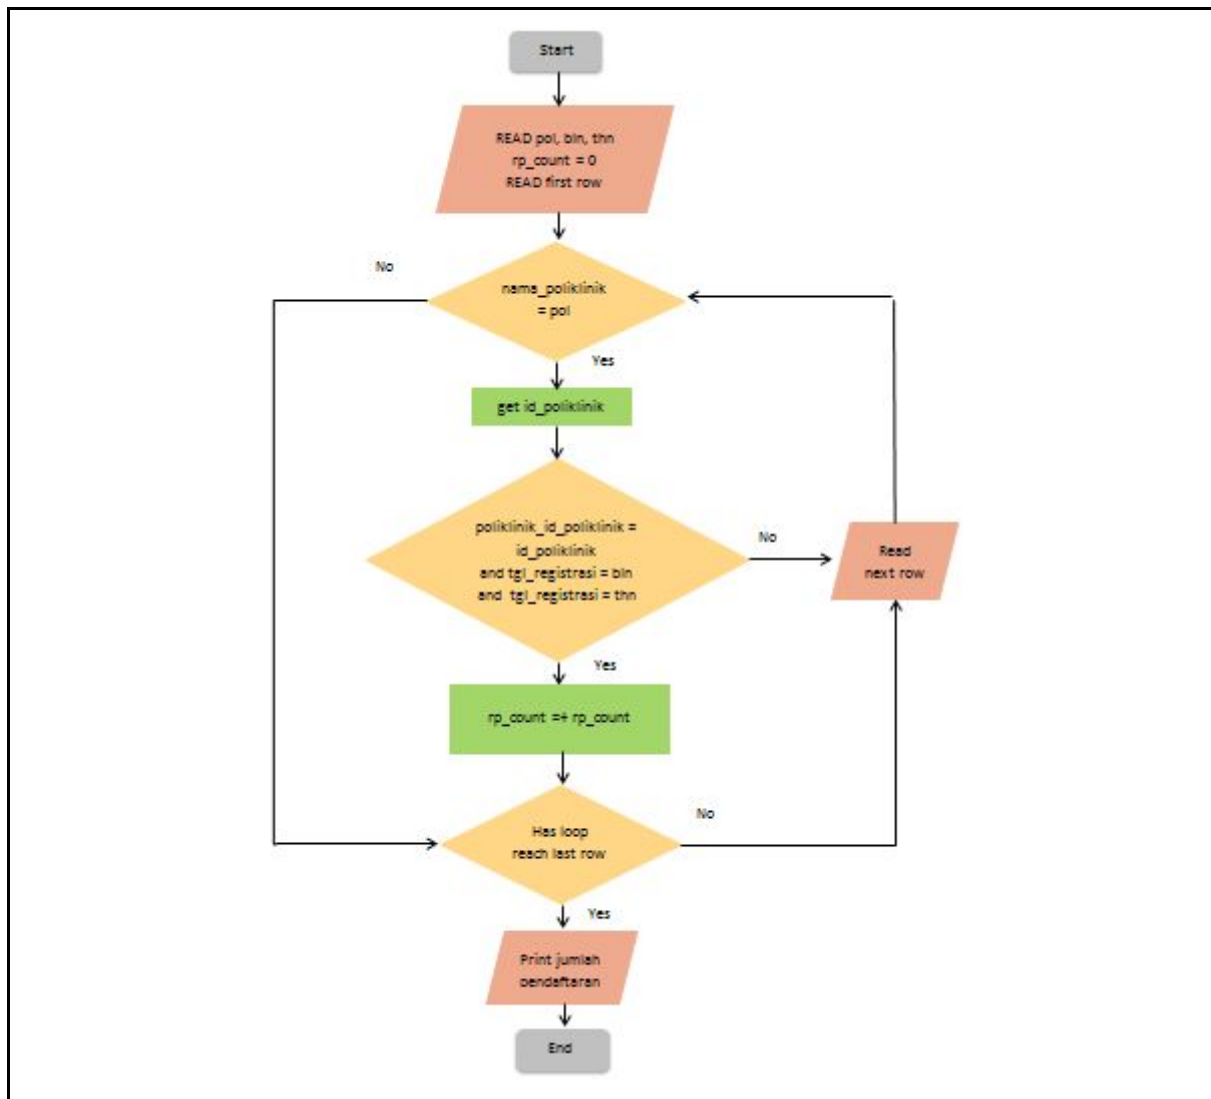 Start
READ pol, bln, thn
rp_count = 0
READ first row
No
nama_poliklinik
= pol
Yes
get id_poliklinik
poliklinik_id_poliklinik =
id_poliklinik
and tgl_registrasi = bln
and tgl_registrasi = thn
No
Read
next row
Yes
rp_count =+ rp_count
Has loop
reach last row
No
Yes
Print jumlah
pendaftaran
End